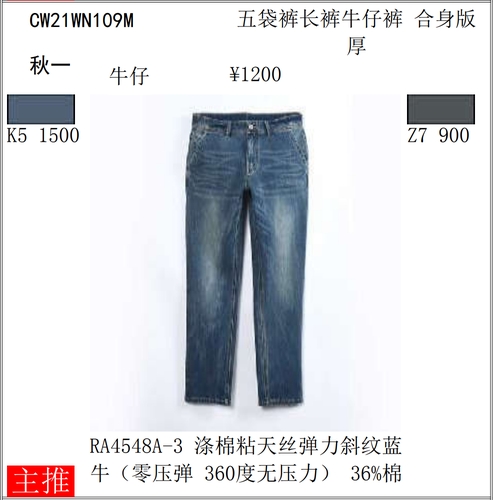 CW21WN109M
五袋裤长裤牛仔裤 合身版
厚
秋一
牛仔
¥1200
K5 1500
Z7 900
RA4548A-3 涤棉粘天丝弹力斜纹蓝
牛（零压弹 360度无压力） 36%棉
主推